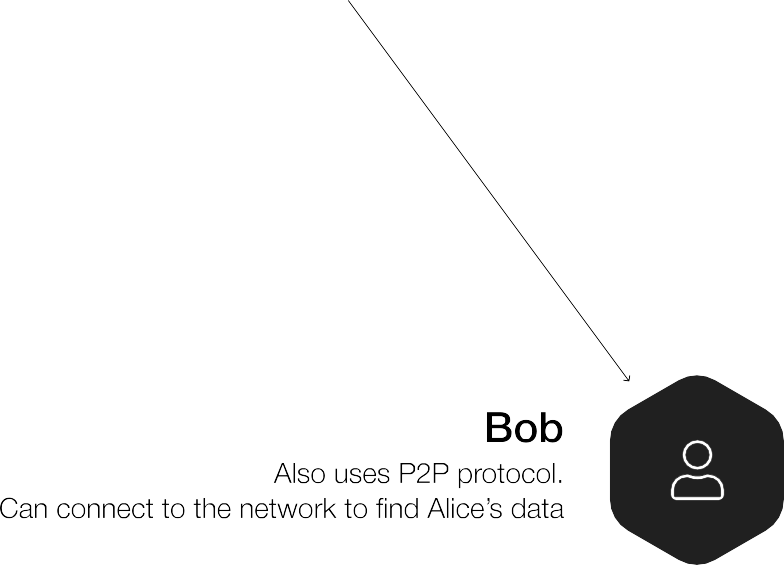 Bob
Also uses P2P protocol.
Can connect to the network to find Alice’s data